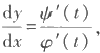 dy/dx = ψ′(t)/φ′(t),